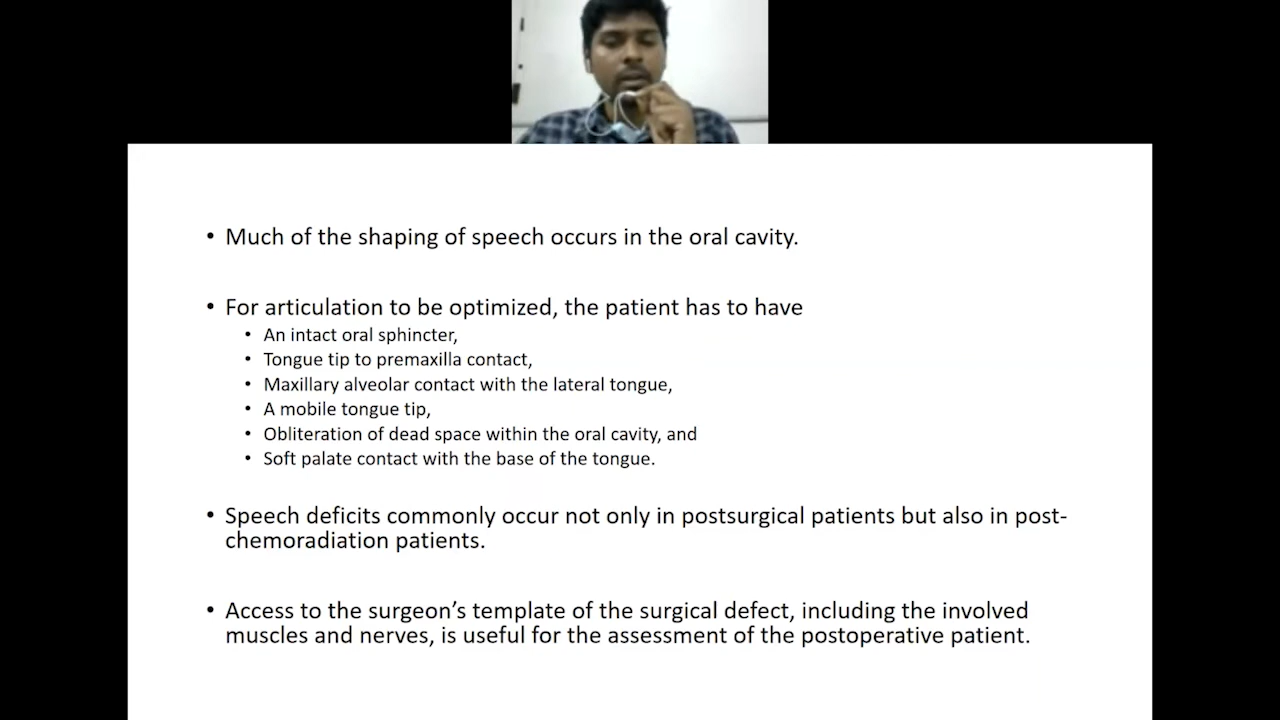 • Much of the shaping of speech occurs in the oral cavity.
• For articulation to be optimized, the patient has to have
• An intact oral sphincter,
• Tongue tip to premaxilla contact,
• Maxillary alveolar contact with the lateral tongue,
• A mobile tongue tip,
• Obliteration of dead space within the oral cavity, and
• Soft palate contact with the base of the tongue.
• Speech deficits commonly occur not only in postsurgical patients but also in post-
chemoradiation patients.
• Access to the surgeon’s template of the surgical defect, including the involved
muscles and nerves, is useful for the assessment of the postoperative patient.